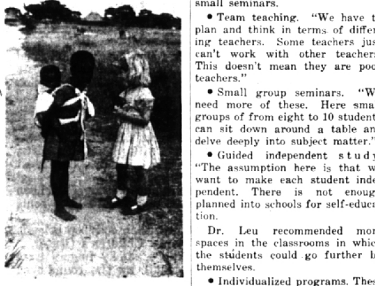 small seminars.
• Team teaching. "We have t
plan and think in terms of differ
ing teachers. Some teachers jus
can't work with other teacher
This doesn't mean they are poo
teachers."
• Small group seminars. "W
need more of these. Here sma
groups of from eight to 10 student
can sit down around a table an
delve deeply into subject matter."
• Guided independent study
"The assumption here is that w
want to make each student inde
pendent. There is not enoug
planned into schools for self-educa
tion.
Dr. Leu recommended mor
spaces in the classrooms in whic
the students could go further b
themselves.
• Individualized programs. Thes